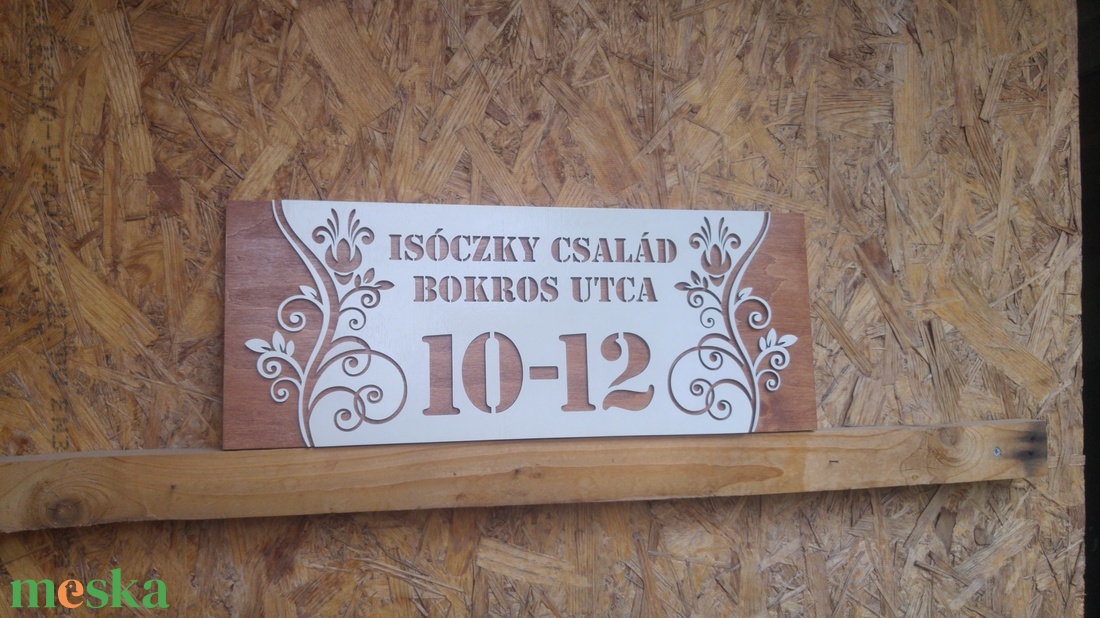 ISÓCZKY CSALÁD
BOKROS UTCA
10-12
meska